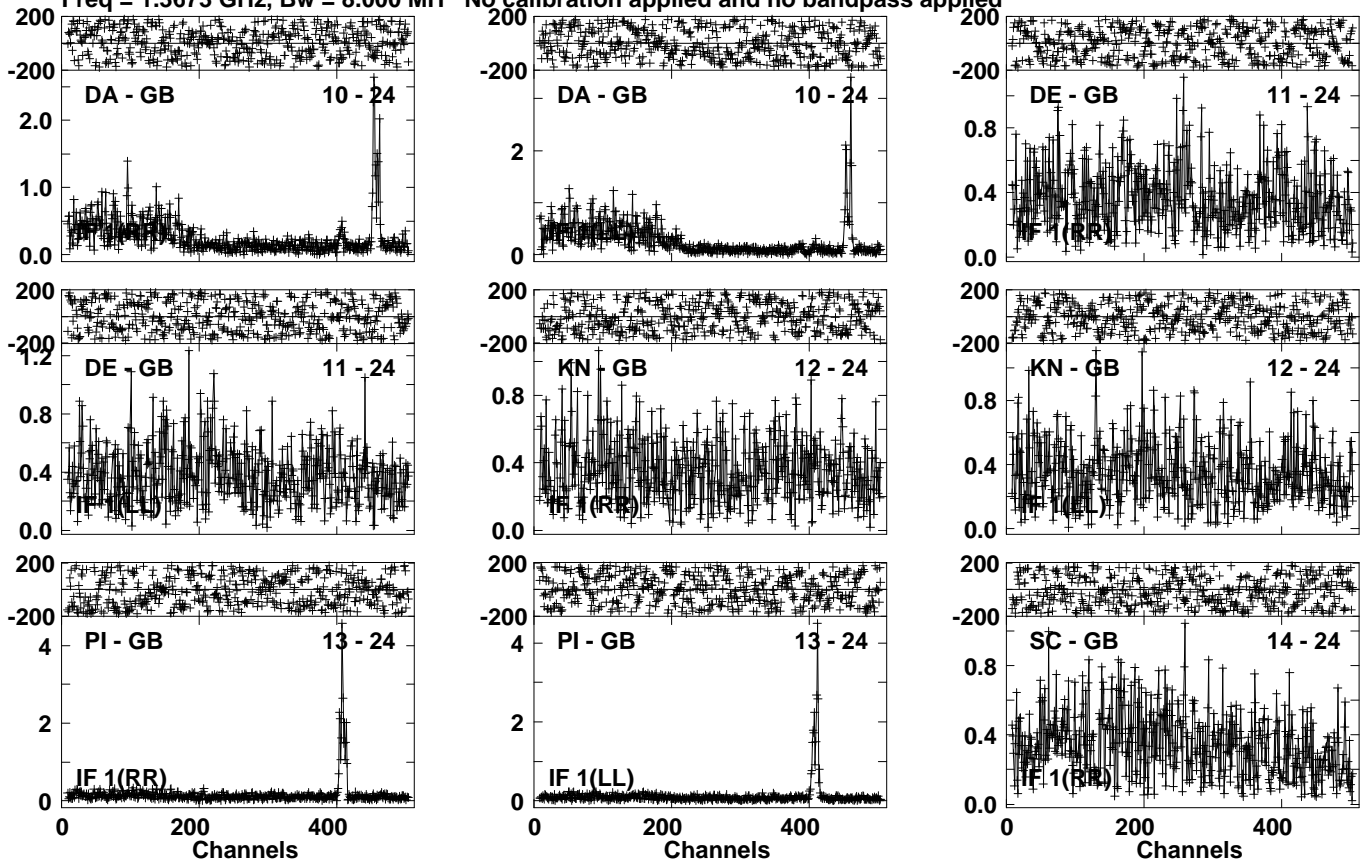 Freq = 1.5675 GHz, Bw = 8.000 MH No calibration applied and no bandpass applied
200 200 200
-200 -200 -200
DA - GB 10 - 24 DA - GB 10 - 24 DE - GB 11 - 24
2.0 0.8
2
1.0 0.4
IF 1(RR) IF 1(RR)
0.0 0 0.0
200 200 200
-200 -200 -200
1.2
DE - GB 11 - 24 KN - GB 12 - 24 KN - GB 12 - 24
0.8 0.8 0.8
0.4 0.4 0.4
IF 1(LL) IF 1(RR) IF 1(LL)
0.0 0.0 0.0
200 200 200
-200 -200 -200
PI - GB 13 - 24 PI - GB 13 - 24 SC - GB 14 - 24
4 4 0.8
2 2 0.4
IF 1(RR) IF 1(LL) IF 1(RR)
0 0 0.0
0 200 400 0 200 400 0 200 400
Channels Channels Channels